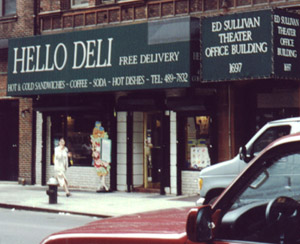 HELLO DELI FREE DELIVERY
HOT & COLD SANDWICHES - COFFEE - SODA - HOT DISHES - TEL: 489-7832
ED SULLIVAN
THEATER
OFFICE BUILDING
1697
ED SULLIVAN
THEATER
OFFICE
BUILDING
1697